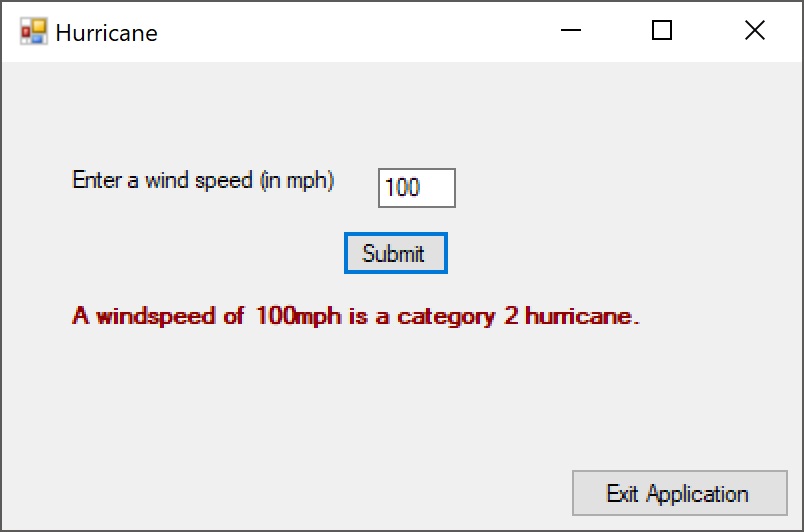 Hurricane
Enter a wind speed (in mph) 100
Submit
A windspeed of 100mph is a category 2 hurricane.
Exit Application